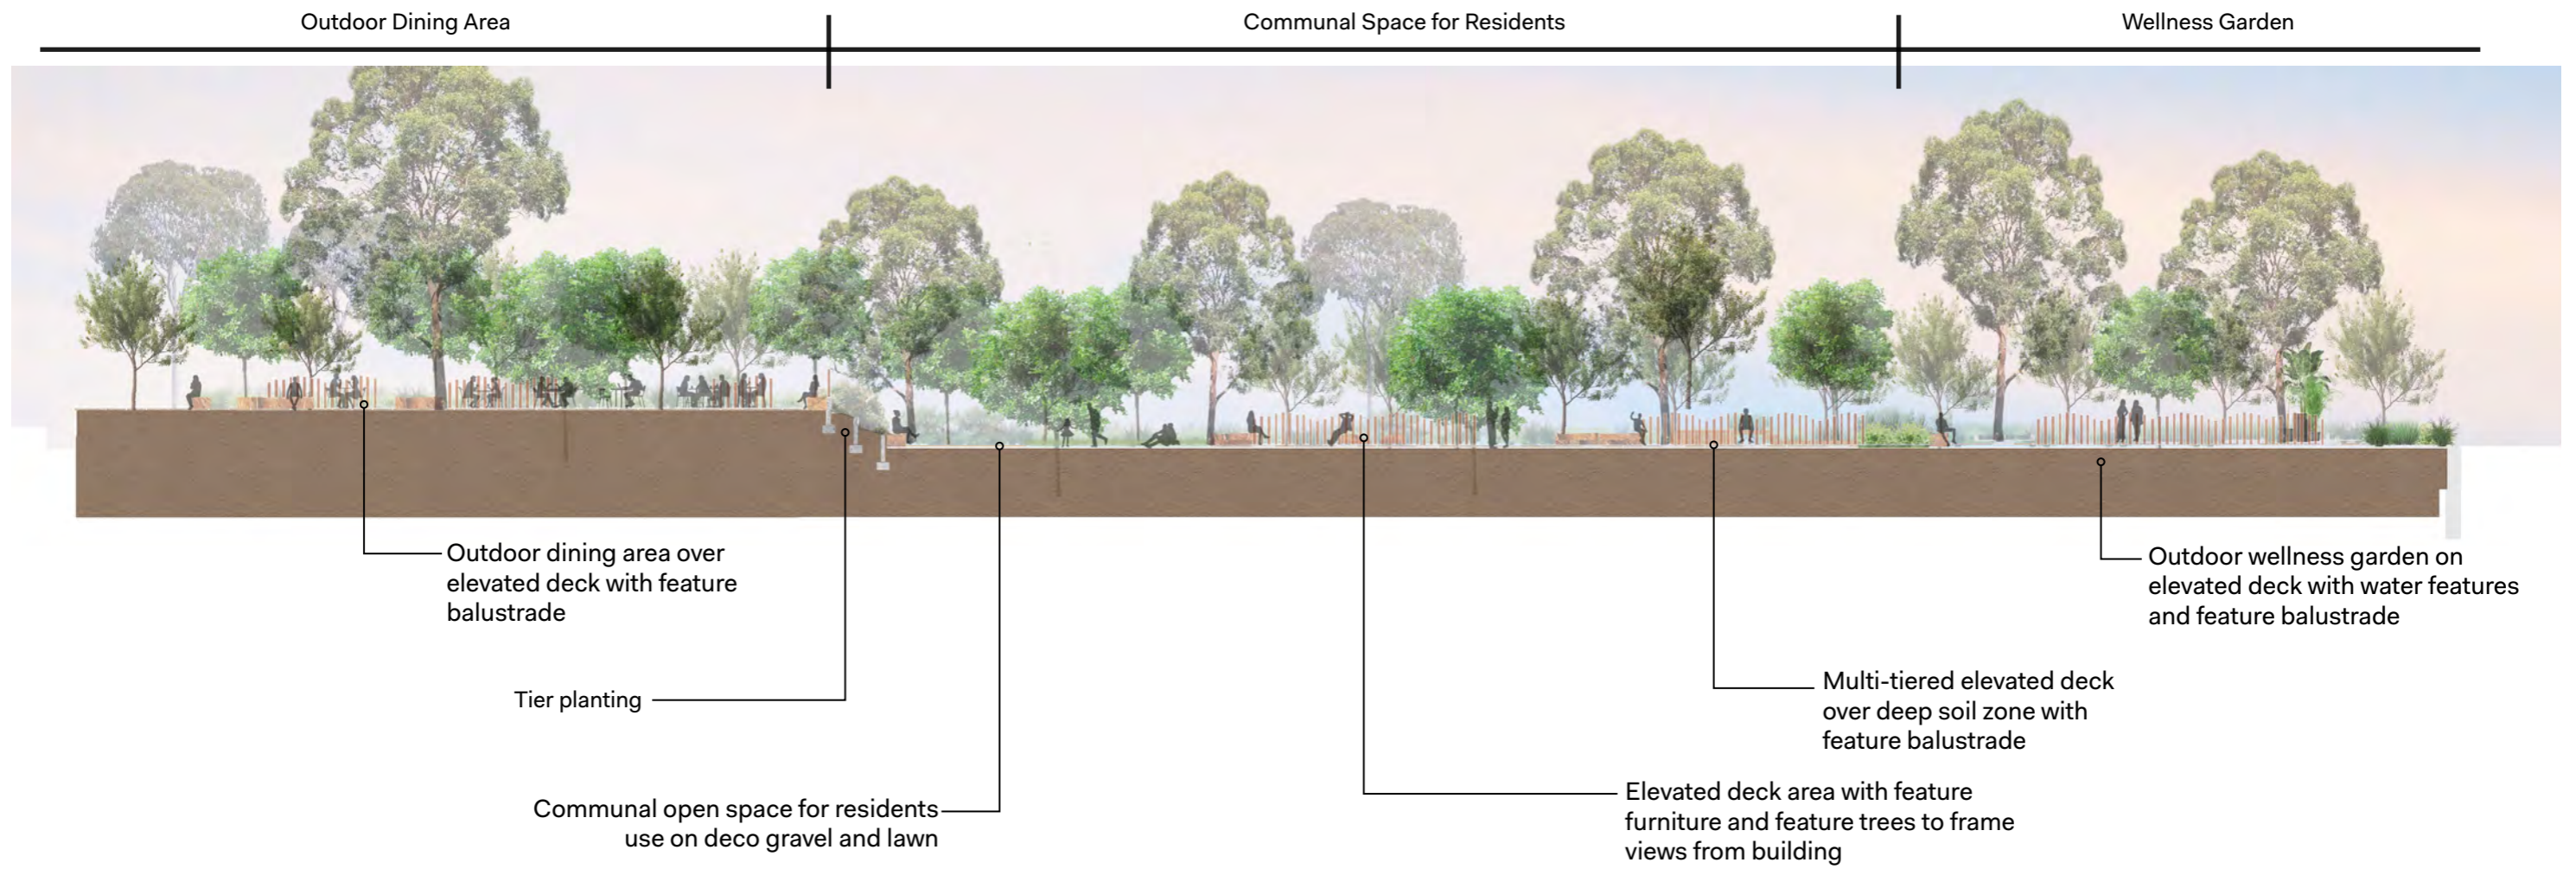 Outdoor Dining Area
Communal Space for Residents
Wellness Garden
Outdoor dining area over
elevated deck with feature
balustrade
Tier planting
Communal open space for residents
use on deco gravel and lawn
Elevated deck area with feature
furniture and feature trees to frame
views from building
Multi-tiered elevated deck
over deep soil zone with
feature balustrade
Outdoor wellness garden on
elevated deck with water features
and feature balustrade